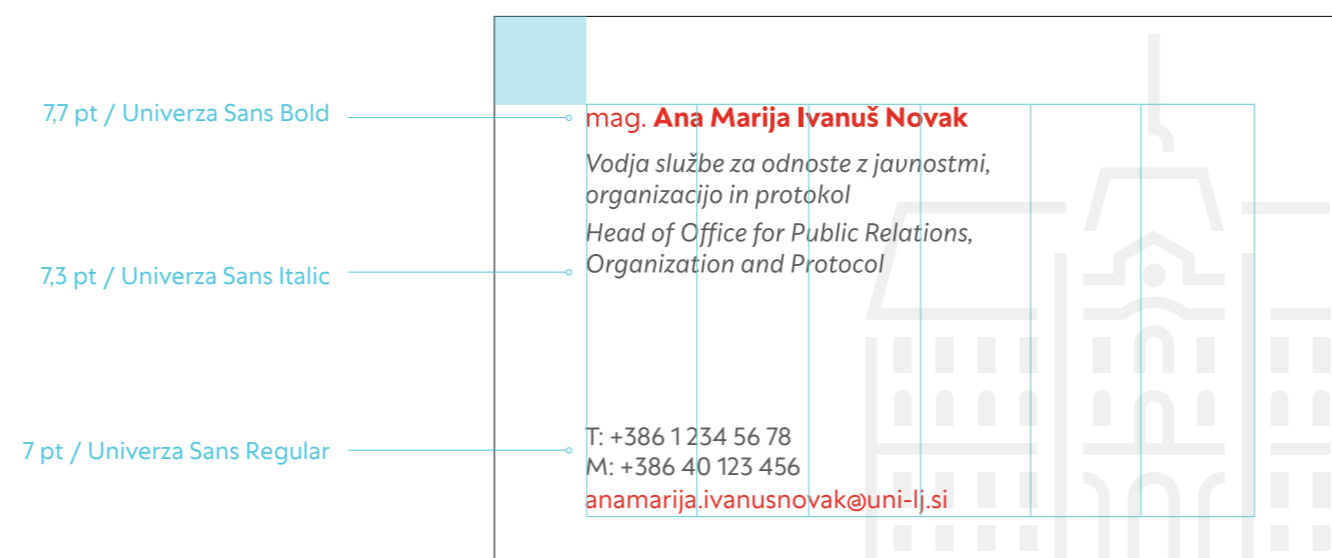 7,7 pt / Univerza Sans Bold
mag. Ana Marija Ivanuš Novak
Vodja službe za odnoste z javnostmi,
organizacijo in protokol
Head of Office for Public Relations,
Organization and Protocol
7,3 pt / Univerza Sans Italic
7 pt / Univerza Sans Regular
T: +386 1 234 56 78
M: +386 40 123 456
anamarija.ivanusnovak@uni-lj.si